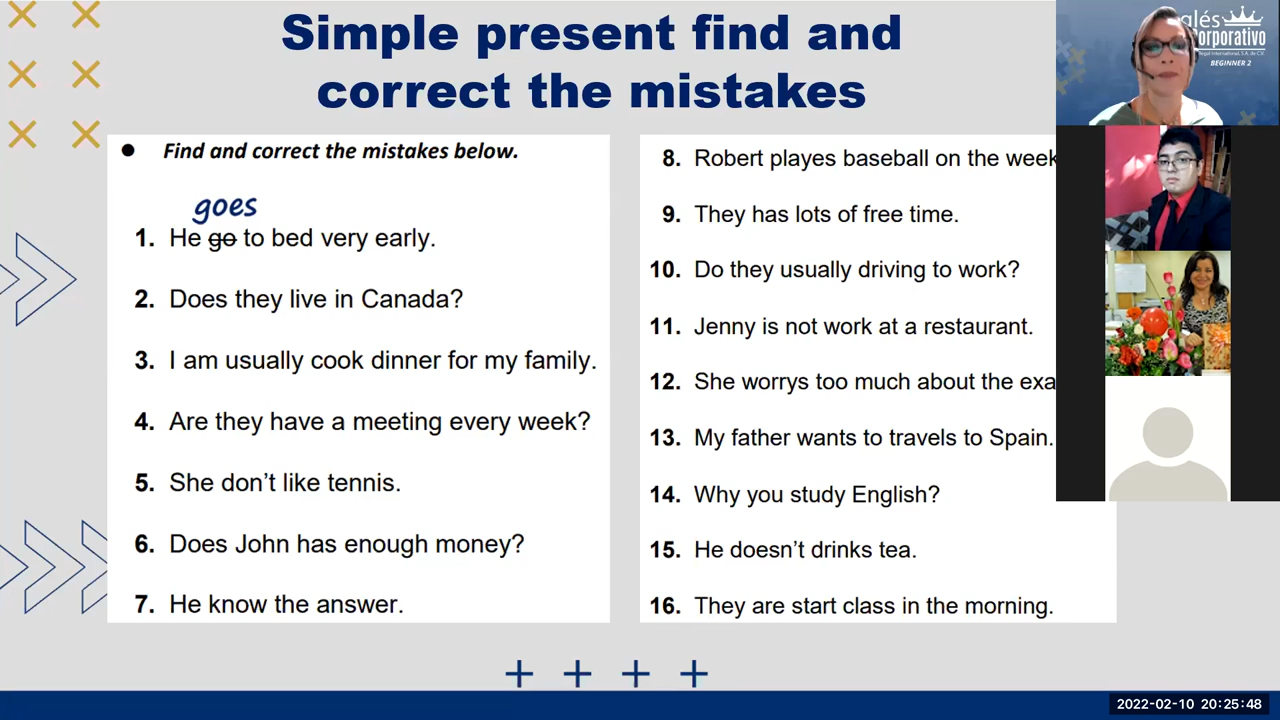 Simple present find and
correct the mistakes
● Find and correct the mistakes below.
goes
1. He go to bed very early.
2. Does they live in Canada?
3. I am usually cook dinner for my family.
4. Are they have a meeting every week?
5. She don't like tennis.
6. Does John has enough money?
7. He know the answer.
8. Robert playes baseball on the week
9. They has lots of free time.
10. Do they usually driving to work?
11. Jenny is not work at a restaurant.
12. She worrys too much about the exa
13. My father wants to travels to Spain.
14. Why you study English?
15. He doesn't drinks tea.
16. They are start class in the morning.
glés
orporativo
BEGINNER 2
2022-02-10 20:25:48